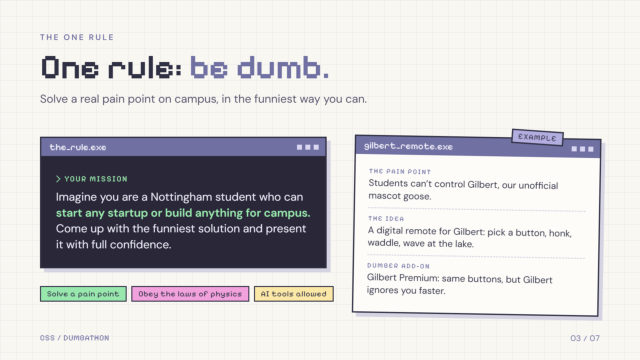 THE ONE RULE
One rule: be dumb.
Solve a real pain point on campus, in the funniest way you can.
the_rule.exe
> YOUR MISSION
Imagine you are a Nottingham student who can
start any startup or build anything for campus.
Come up with the funniest solution and present
it with full confidence.
Solve a pain point
Obey the laws of physics
AI tools allowed
EXAMPLE
gilbert_remote.exe
THE PAIN POINT
Students can't control Gilbert, our unofficial
mascot goose.
THE IDEA
A digital remote for Gilbert: pick a button, honk,
waddle, wave at the lake.
DUMBER ADD-ON
Gilbert Premium: same buttons, but Gilbert
ignores you faster.
OSS / DUMBATHON
03 / 07